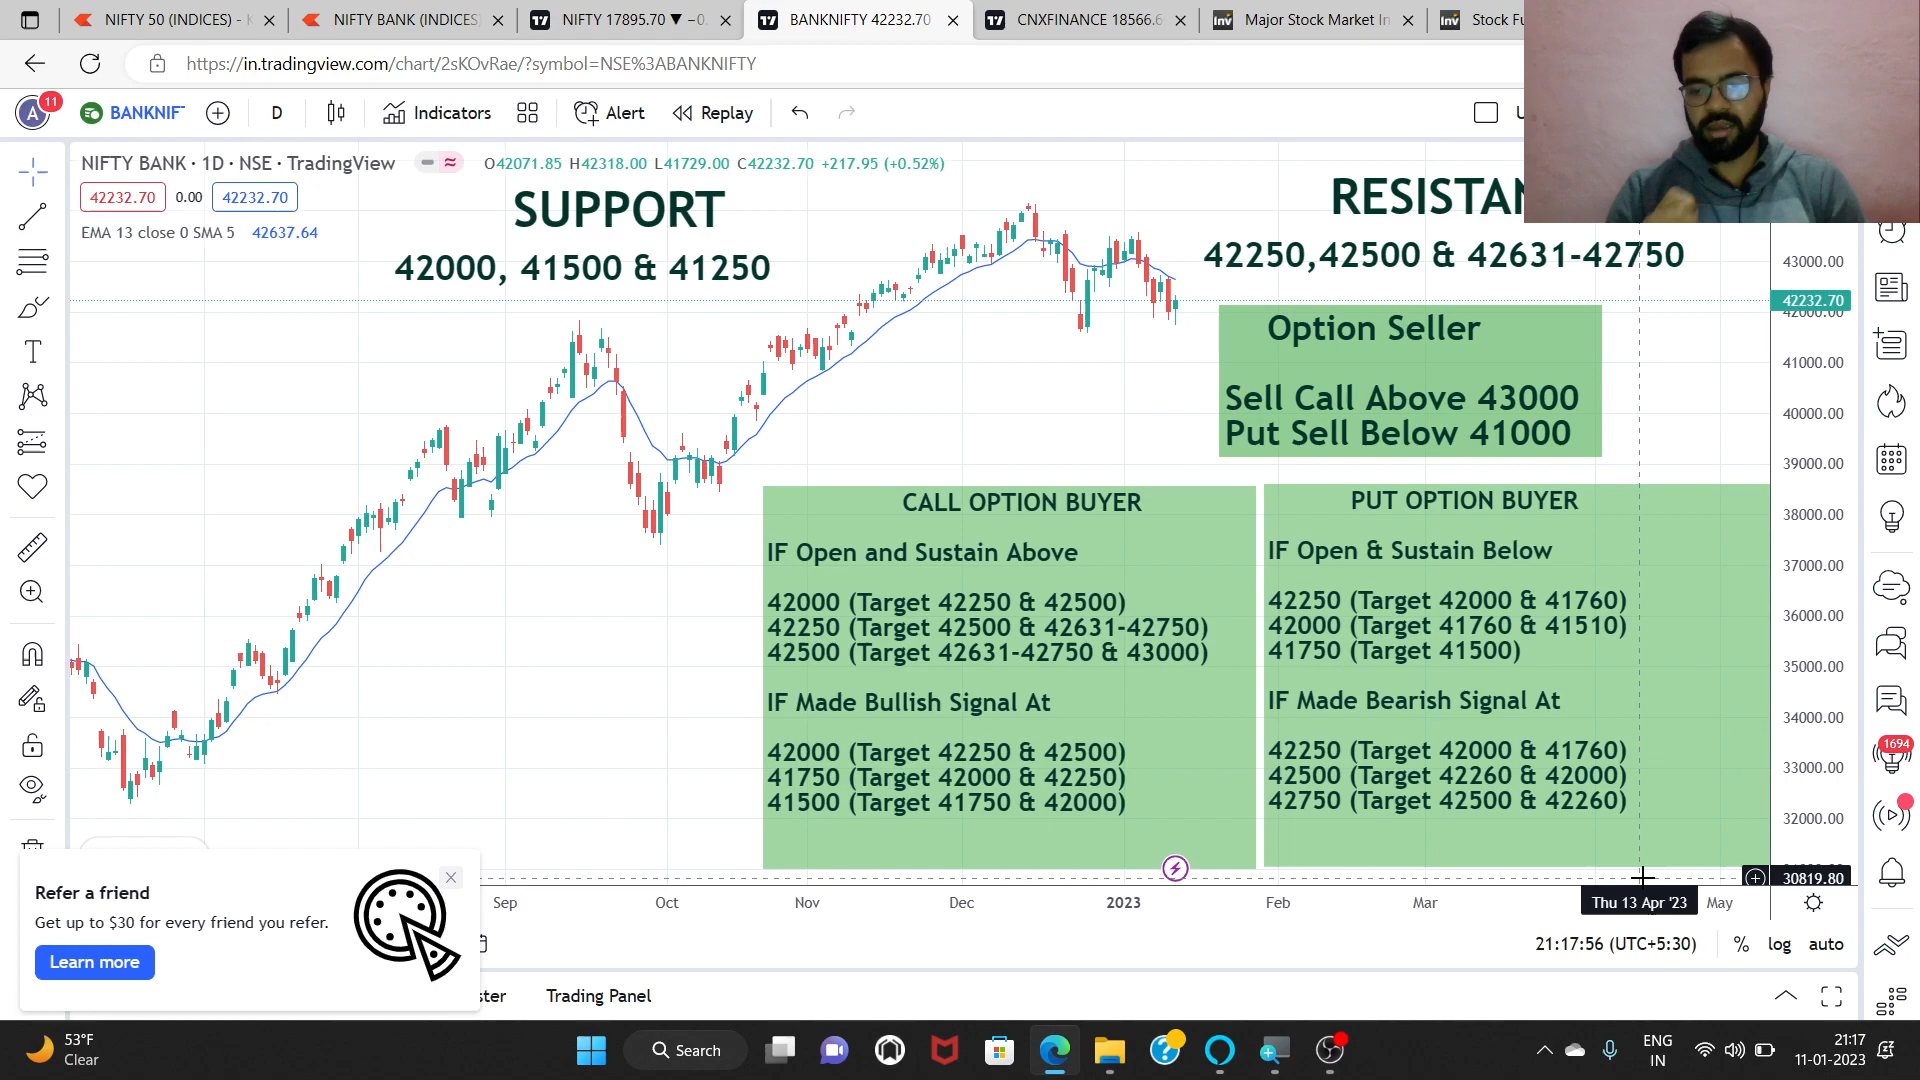 NIFTY 50 (INDICES) -
NIFTY BANK (INDICES)
NIFTY 17895.70 ▼ −0.
BANKNIFTY 42232.70
CNXFINANCE 18566.6
Inv
Major Stock Market In
Inv
Stock Fu
https://in.tradingview.com/chart/2sKOvRae/?symbol=NSE%3ABANKNIFTY
A
11
BANKNIF
D
Indicators
Alert
Replay
NIFTY BANK · 1D · NSE · TradingView
O42071.85 H42318.00 L41729.00 C42232.70 +217.95 (+0.52%)
42232.70
0.00
42232.70
EMA 13 close 0 SMA 5 42637.64
SUPPORT
42000, 41500 & 41250
RESISTAN
42250,42500 & 42631-42750
Option Seller
Sell Call Above 43000
Put Sell Below 41000
CALL OPTION BUYER
IF Open and Sustain Above
42000 (Target 42250 & 42500)
42250 (Target 42500 & 42631-42750)
42500 (Target 42631-42750 & 43000)
IF Made Bullish Signal At
42000 (Target 42250 & 42500)
41750 (Target 42000 & 42250)
41500 (Target 41750 & 42000)
PUT OPTION BUYER
IF Open & Sustain Below
42250 (Target 42000 & 41760)
42000 (Target 41760 & 41510)
41750 (Target 41500)
IF Made Bearish Signal At
42250 (Target 42000 & 41760)
42500 (Target 42260 & 42000)
42750 (Target 42500 & 42260)
43000.00
42232.70
42000.00
41000.00
40000.00
39000.00
38000.00
37000.00
36000.00
35000.00
34000.00
33000.00
32000.00
30819.80
1694
Sep
Oct
Nov
Dec
2023
Feb
Mar
Thu 13 Apr '23
May
Refer a friend
Get up to $30 for every friend you refer.
Learn more
21:17:56 (UTC+5:30)
%
log
auto
ster
Trading Panel
53°F
Clear
Search
ENG
IN
21:17
11-01-2023